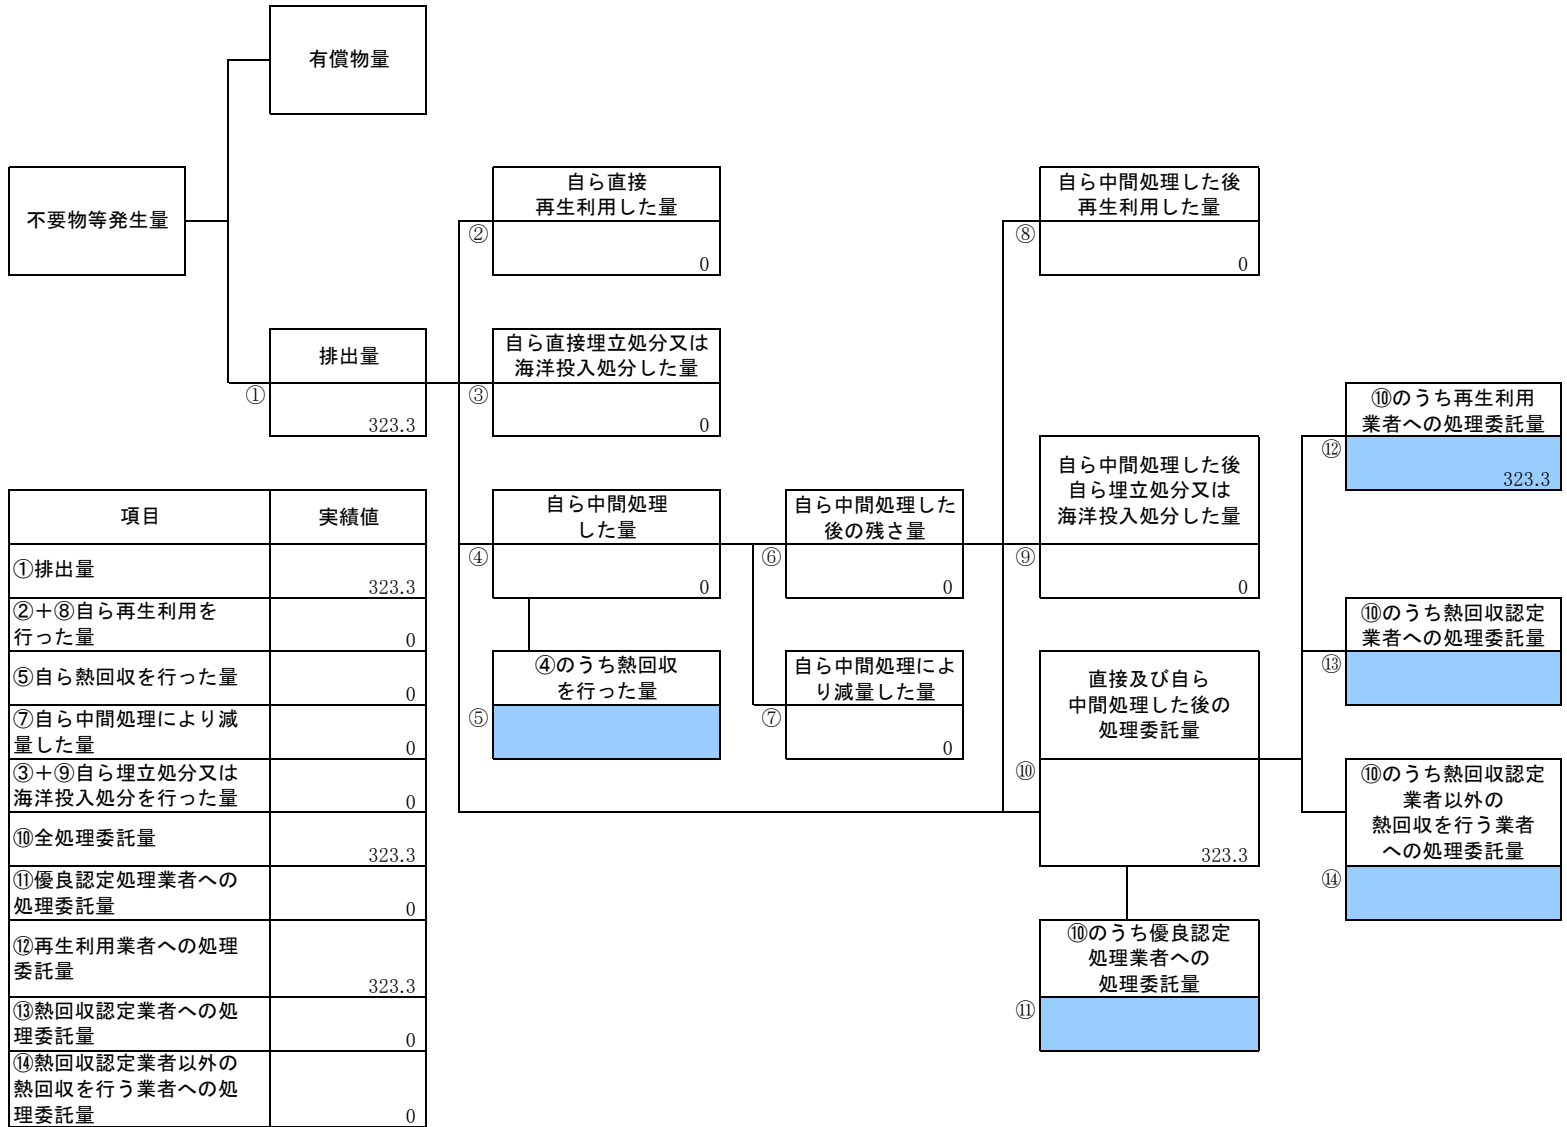 有償物量
不要物等発生量
排出量
①
323.3
自ら直接
再生利用した量
②
0
自ら直接埋立処分又は
海洋投入処分した量
③
0
自ら中間処理
した量
④
0
④のうち熱回収
を行った量
⑤
自ら中間処理した
後の残さ量
⑥
0
自ら中間処理によ
り減量した量
⑦
0
自ら中間処理した後
再生利用した量
⑧
0
自ら中間処理した後
自ら埋立処分又は
海洋投入処分した量
⑨
0
直接及び自ら
中間処理した後の
処理委託量
⑩
323.3
⑩のうち優良認定
処理業者への
処理委託量
⑪
⑩のうち再生利用
業者への処理委託量
⑫
323.3
⑩のうち熱回収認定
業者への処理委託量
⑬
⑩のうち熱回収認定
業者以外の
熱回収を行う業者
への処理委託量
⑭
項目 実績値
①排出量
323.3
②+⑧自ら再生利用を
行った量
0
⑤自ら熱回収を行った量
0
⑦自ら中間処理により減
量した量
0
③+⑨自ら埋立処分又は
海洋投入処分を行った量
0
⑩全処理委託量
323.3
⑪優良認定処理業者への
処理委託量
0
⑫再生利用業者への処理
委託量
323.3
⑬熱回収認定業者への処
理委託量
0
⑭熱回収認定業者以外の
熱回収を行う業者への処
理委託量
0